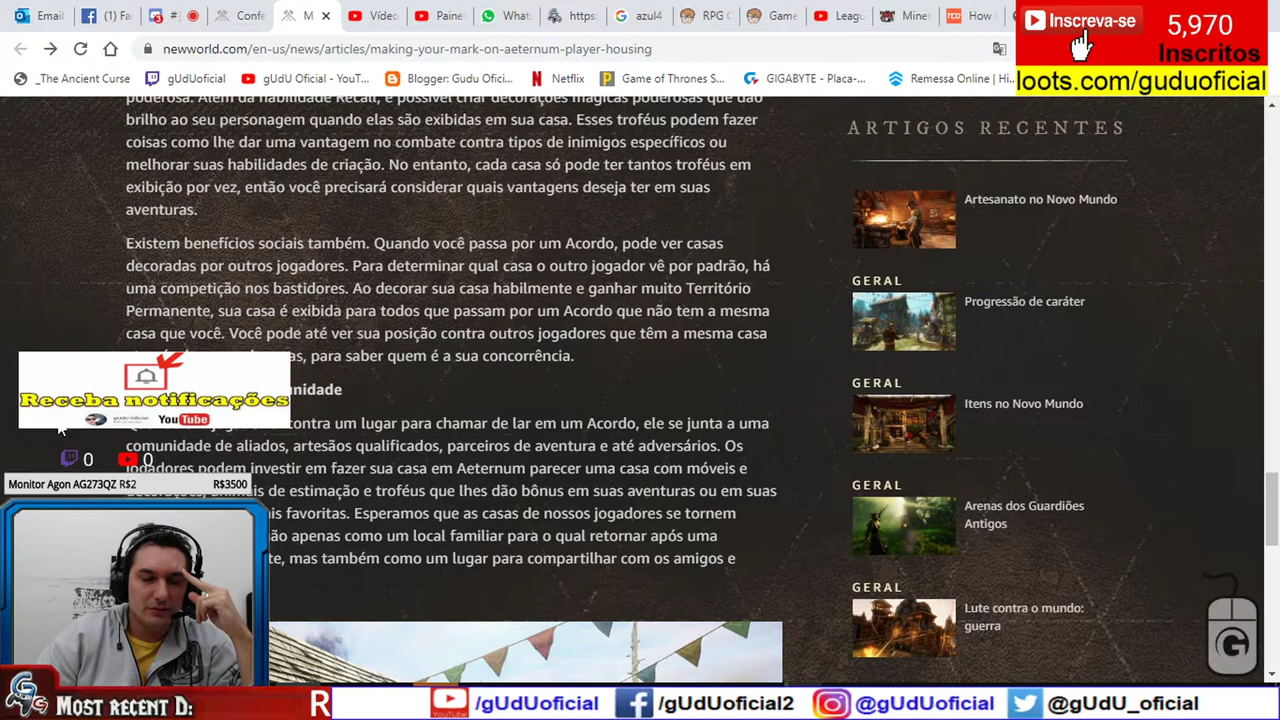 Email
(Fa
#
Confe
M
Vídeo
Paine
Whats
https:
azul4
RPG C
Game
Leagu
Miner
How
newworld.com/en-us/news/articles/making-your-mark-on-aeternum-player-housing
_The Ancient Curse
gUdUoficial
gUdU Oficial - YouT...
Blogger: Gudu Ofici...
Netflix
Game of Thrones S...
GIGABYTE - Placa-...
Remessa Online | Hi...
Inscreva-se
5,970
Inscritos
loots.com/guduoficial
poderosa. Além da habilidade Recall, é possível criar decorações mágicas poderosas que dão
brilho ao seu personagem quando elas são exibidas em sua casa. Esses troféus podem fazer
coisas como lhe dar uma vantagem no combate contra tipos de inimigos específicos ou
melhorar suas habilidades de criação. No entanto, cada casa só pode ter tantos troféus em
exibição por vez, então você precisará considerar quais vantagens deseja ter em suas
aventuras.
Existem benefícios sociais também. Quando você passa por um Acordo, pode ver casas
decoradas por outros jogadores. Para determinar qual casa o outro jogador vê por padrão, há
uma competição nos bastidores. Ao decorar sua casa habilmente e ganhar muito Território
Permanente, sua casa é exibida para todos que passam por um Acordo que não tem a mesma
casa que você. Você pode até ver sua posição contra outros jogadores que têm a mesma casa
as, para saber quem é a sua concorrência.
unidade
contra um lugar para chamar de lar em um Acordo, ele se junta a uma
comunidade de aliados, artesãos qualificados, parceiros de aventura e até adversários. Os
jogadores podem investir em fazer sua casa em Aeternum parecer uma casa com móveis e
decorações, animais de estimação e troféus que lhes dão bônus em suas aventuras ou em suas
is favoritas. Esperamos que as casas de nossos jogadores se tornem
ão apenas como um local familiar para o qual retornar após uma
te, mas também como um lugar para compartilhar com os amigos e
ARTIGOS RECENTES
Artesanato no Novo Mundo
GERAL
Progressão de caráter
GERAL
Itens no Novo Mundo
GERAL
Arenas dos Guardiões
Antigos
GERAL
Lute contra o mundo:
guerra
Receba notificações
gUdU Oficial
YouTube
0
0
Monitor Agon AG273QZ R$2
R$3500
G
Most recent D:
R
/gUdUoficial
/gUdUoficial2
@gUdUoficial
@gUdU_oficial